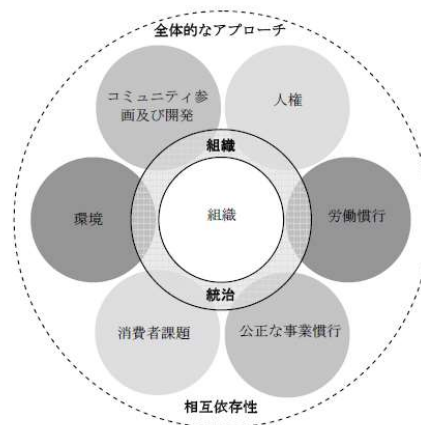 全体的なアプローチ
コミュニティ参
画及び開発
人権
組織
環境
組織
労働慣行
統治
消費者課題
公正な事業慣行
相互依存性